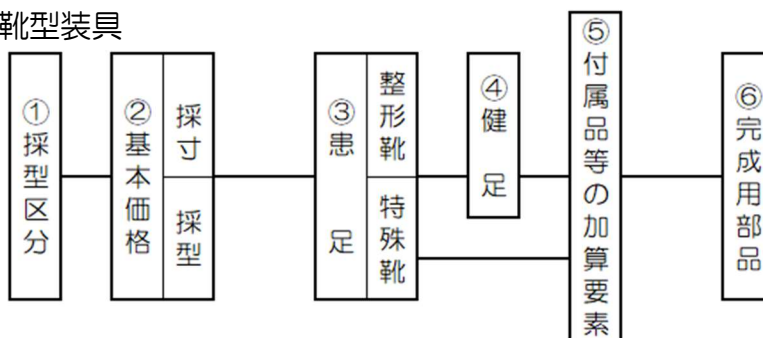 靴型装具
①採型区分
②基本価格
採寸
採型
③患足
整形靴
特殊靴
④健足
⑤付属品等の加算要素
⑥完成用部品